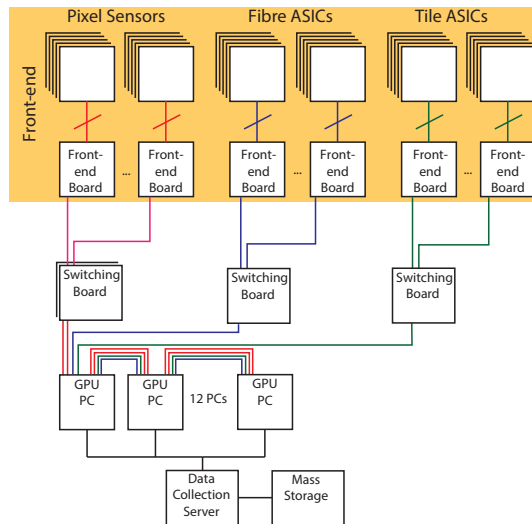 Pixel Sensors
Fibre ASICs
Tile ASICs
Front-end
Front-
end
Board
...
Front-
end
Board
Front-
end
Board
...
Front-
end
Board
Front-
end
Board
...
Front-
end
Board
Switching
Board
Switching
Board
Switching
Board
GPU
PC
GPU
PC
12 PCs
GPU
PC
Data
Collection
Server
Mass
Storage